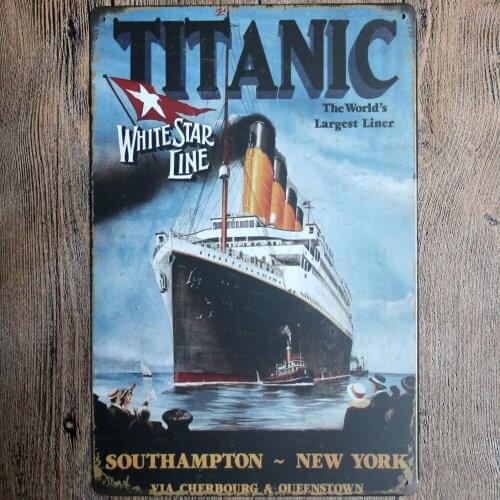 TITANIC
The World's
Largest Liner
WHITE STAR
LINE
SOUTHAMPTON ~ NEW YORK
VIA CHERBOURG & QUEENSTOWN